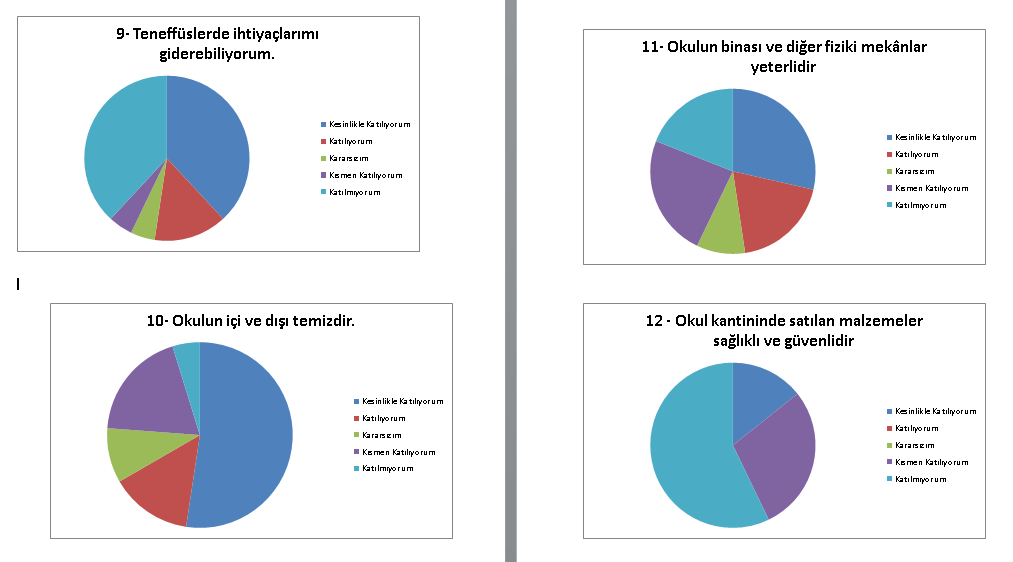 9- Teneffüslerde ihtiyaçlarımı
giderebiliyorum.
Kesinlikle Katılıyorum
Katılıyorum
Kararsızım
Kısmen Katılıyorum
Katılmıyorum
10- Okulun içi ve dışı temizdir.
Kesinlikle Katılıyorum
Katılıyorum
Kararsızım
Kısmen Katılıyorum
Katılmıyorum
11- Okulun binası ve diğer fiziki mekânlar
yeterlidir
Kesinlikle Katılıyorum
Katılıyorum
Kararsızım
Kısmen Katılıyorum
Katılmıyorum
12 - Okul kantininde satılan malzemeler
sağlıklı ve güvenlidir
Kesinlikle Katılıyorum
Katılıyorum
Kararsızım
Kısmen Katılıyorum
Katılmıyorum